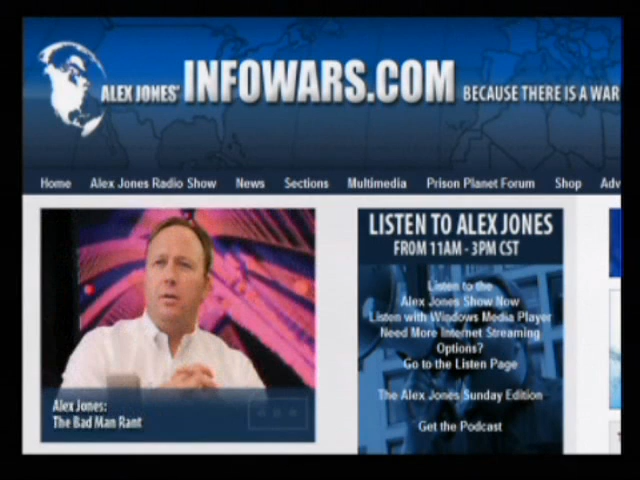 ALEX JONES' INFOWARS.COM BECAUSE THERE IS A WAR
Home Alex Jones Radio Show News Sections Multimedia Prison Planet Forum Shop Adv
LISTEN TO ALEX JONES
FROM 11AM - 3PM CST
Listen to the
Alex Jones Show Now
Listen with Windows Media Player
Need More Internet Streaming
Options?
Go to the Listen Page
The Alex Jones Sunday Edition
Get the Podcast
Alex Jones:
The Bad Man Rant